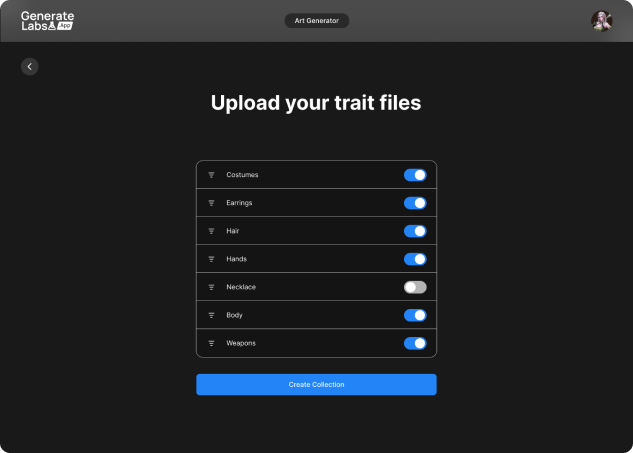 Generate
Labs App
Art Generator
Upload your trait files
Costumes
Earrings
Hair
Hands
Necklace
Body
Weapons
Create Collection